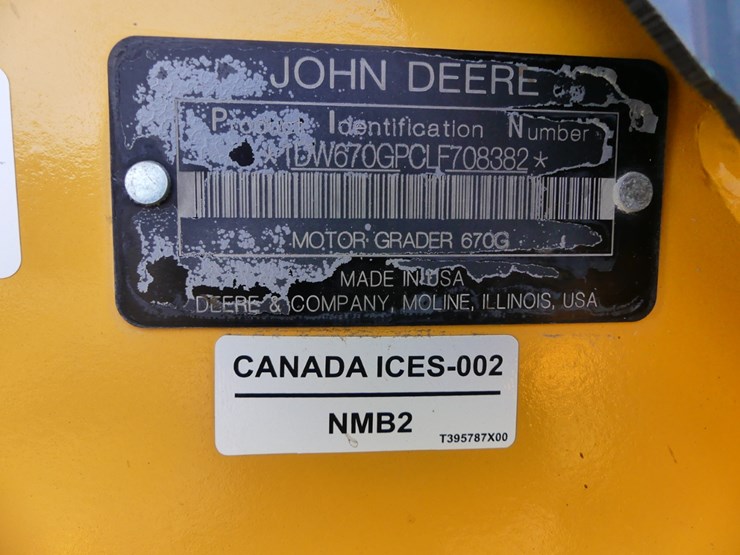 JOHN DEERE
Product Identification Number
*1DW670GPCLF708382*
MOTOR GRADER 670G
MADE IN USA
DEERE & COMPANY, MOLINE, ILLINOIS, USA
CANADA ICES-002
NMB2
T395787X00